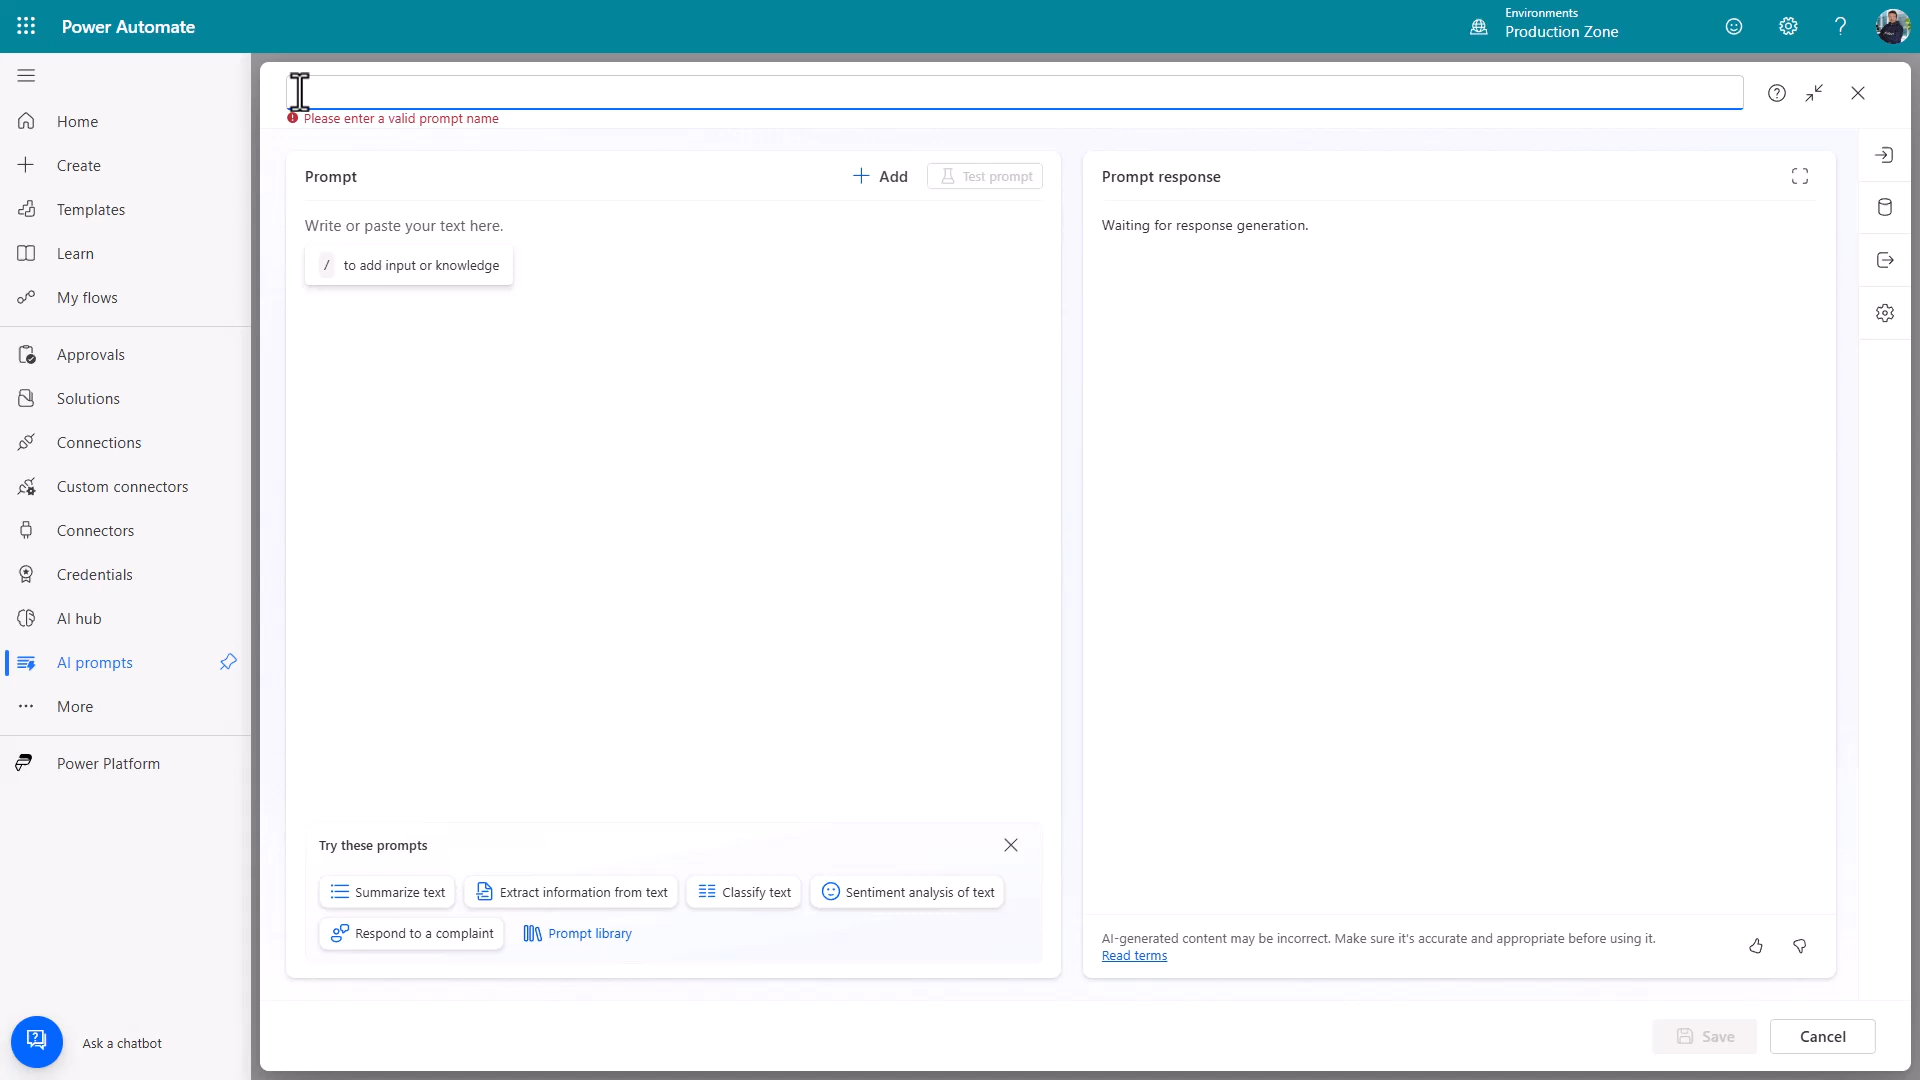 Power Automate
Environments
Production Zone
Please enter a valid prompt name
Home
Create
Templates
Learn
My flows
Approvals
Solutions
Connections
Custom connectors
Connectors
Credentials
AI hub
AI prompts
More
Power Platform
Ask a chatbot
Prompt
Add
Test prompt
Write or paste your text here.
/ to add input or knowledge
Try these prompts
Summarize text
Extract information from text
Classify text
Sentiment analysis of text
Respond to a complaint
Prompt library
Prompt response
Waiting for response generation.
AI-generated content may be incorrect. Make sure it's accurate and appropriate before using it.
Read terms
Save
Cancel